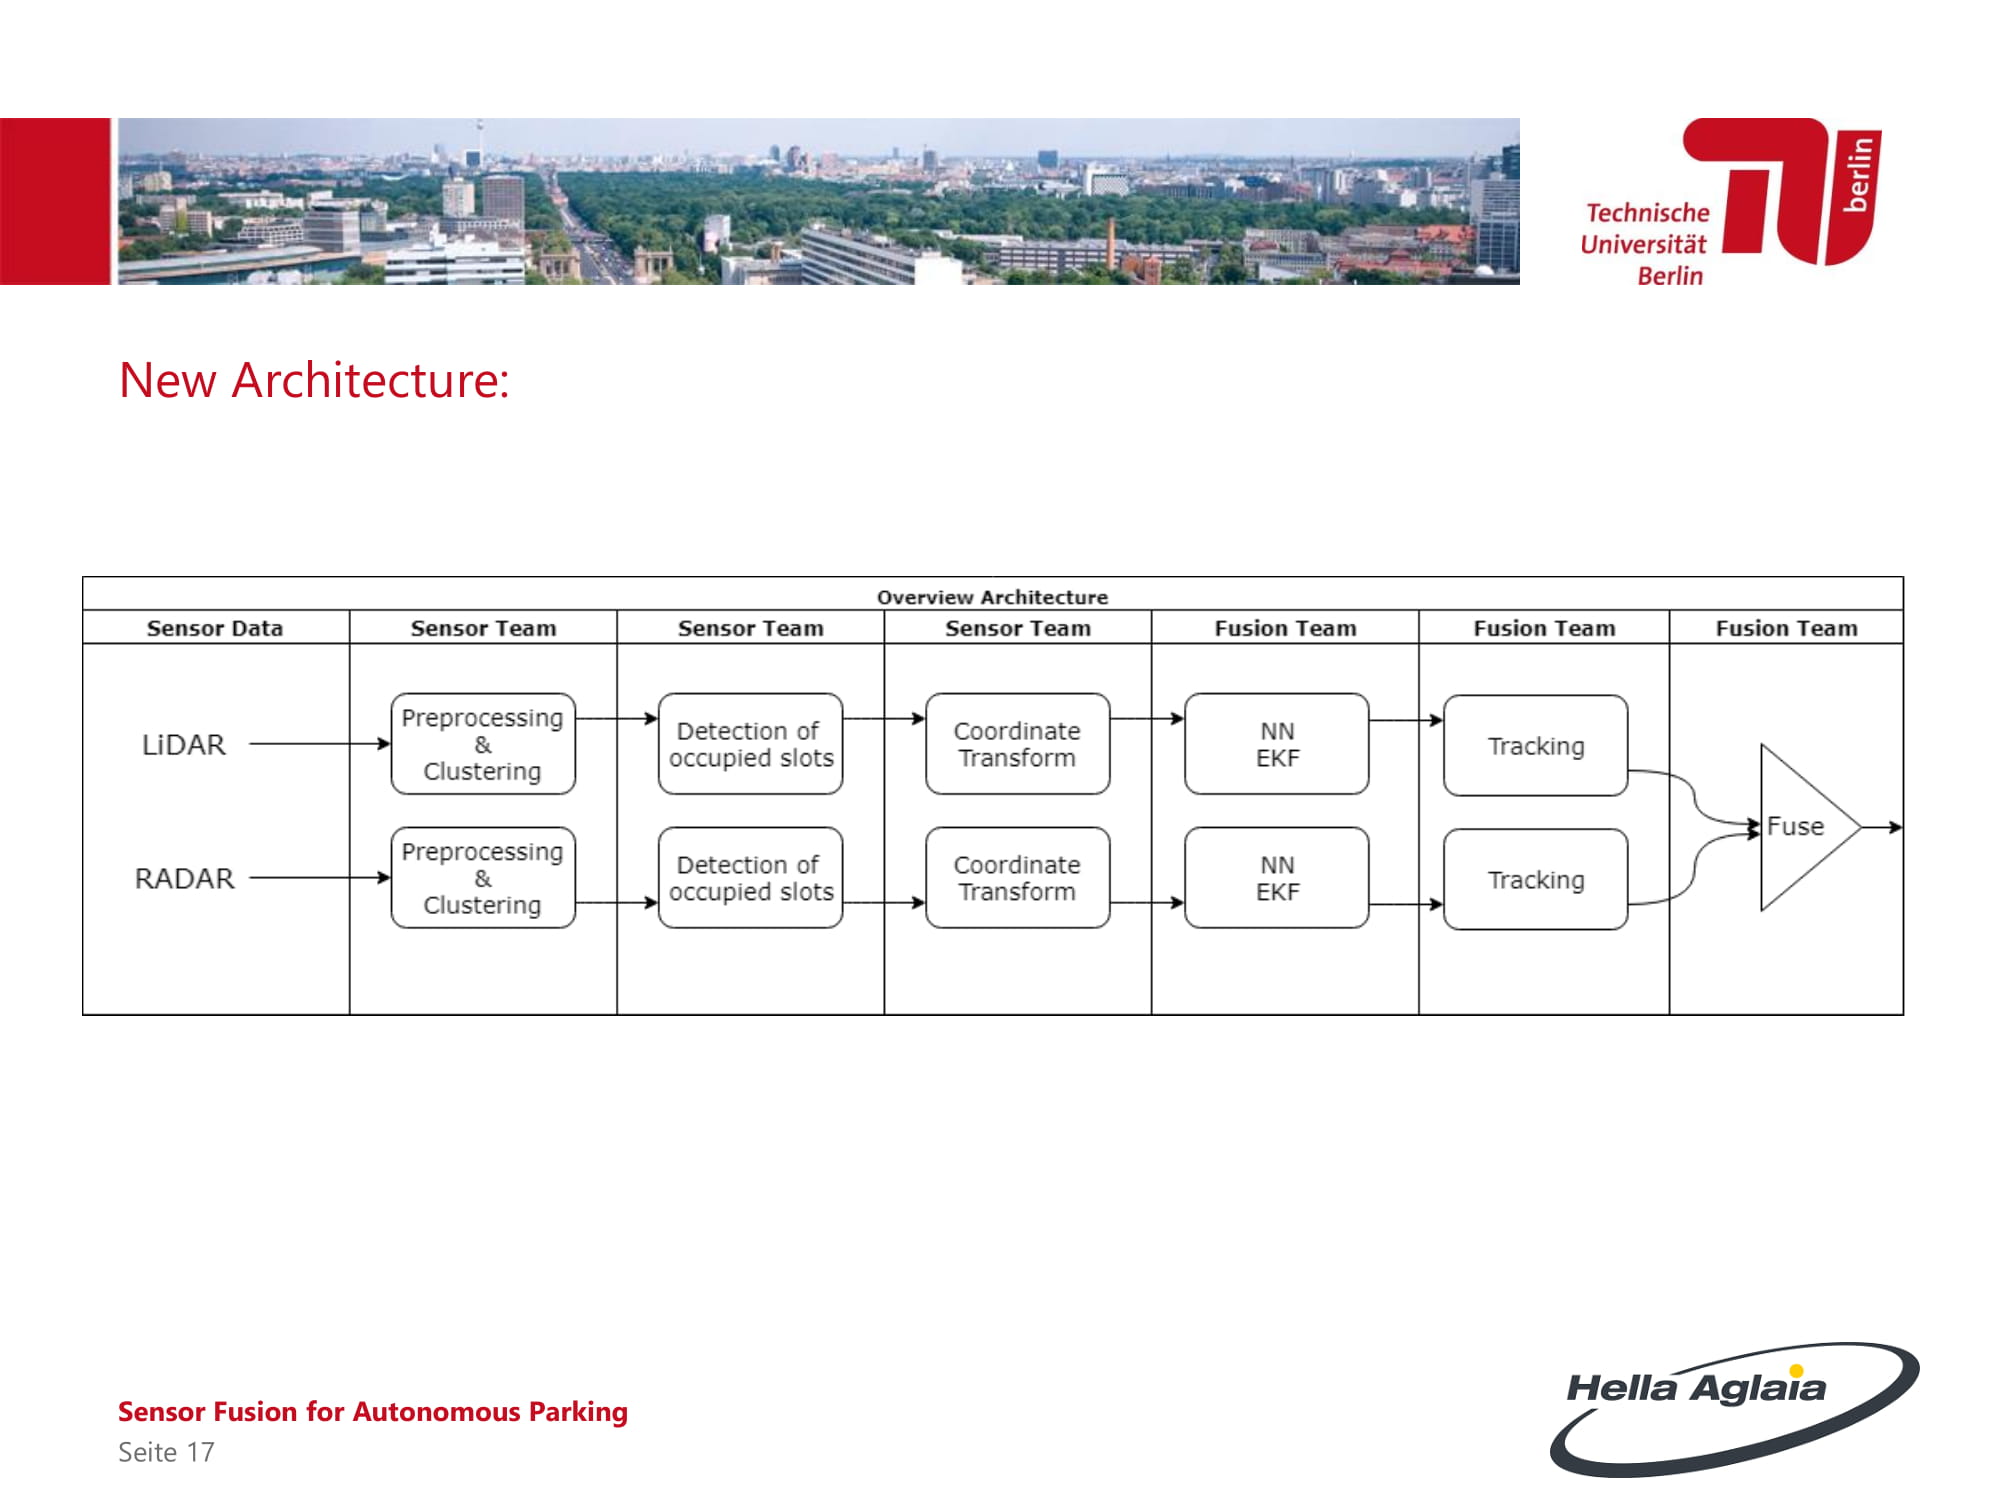 Technische
Universität
Berlin
berlin
New Architecture:
Overview Architecture
Sensor Data
Sensor Team
Sensor Team
Sensor Team
Fusion Team
Fusion Team
Fusion Team
LiDAR
Preprocessing
&
Clustering
Detection of
occupied slots
Coordinate
Transform
NN
EKF
Tracking
RADAR
Preprocessing
&
Clustering
Detection of
occupied slots
Coordinate
Transform
NN
EKF
Tracking
Fuse
Sensor Fusion for Autonomous Parking
Seite 17
Hella Aglaia